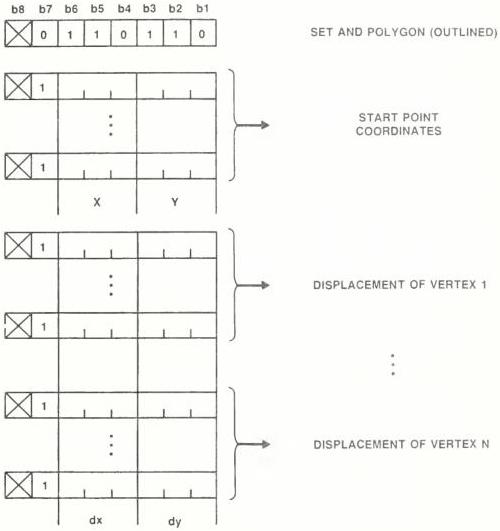 b8 b7 b6 b5 b4 b3 b2 b1
0 1 1 0 1 1 0 SET AND POLYGON (OUTLINED)
1
START POINT
COORDINATES
1
X Y
1
DISPLACEMENT OF VERTEX 1
1
1
DISPLACEMENT OF VERTEX N
1
dx dy